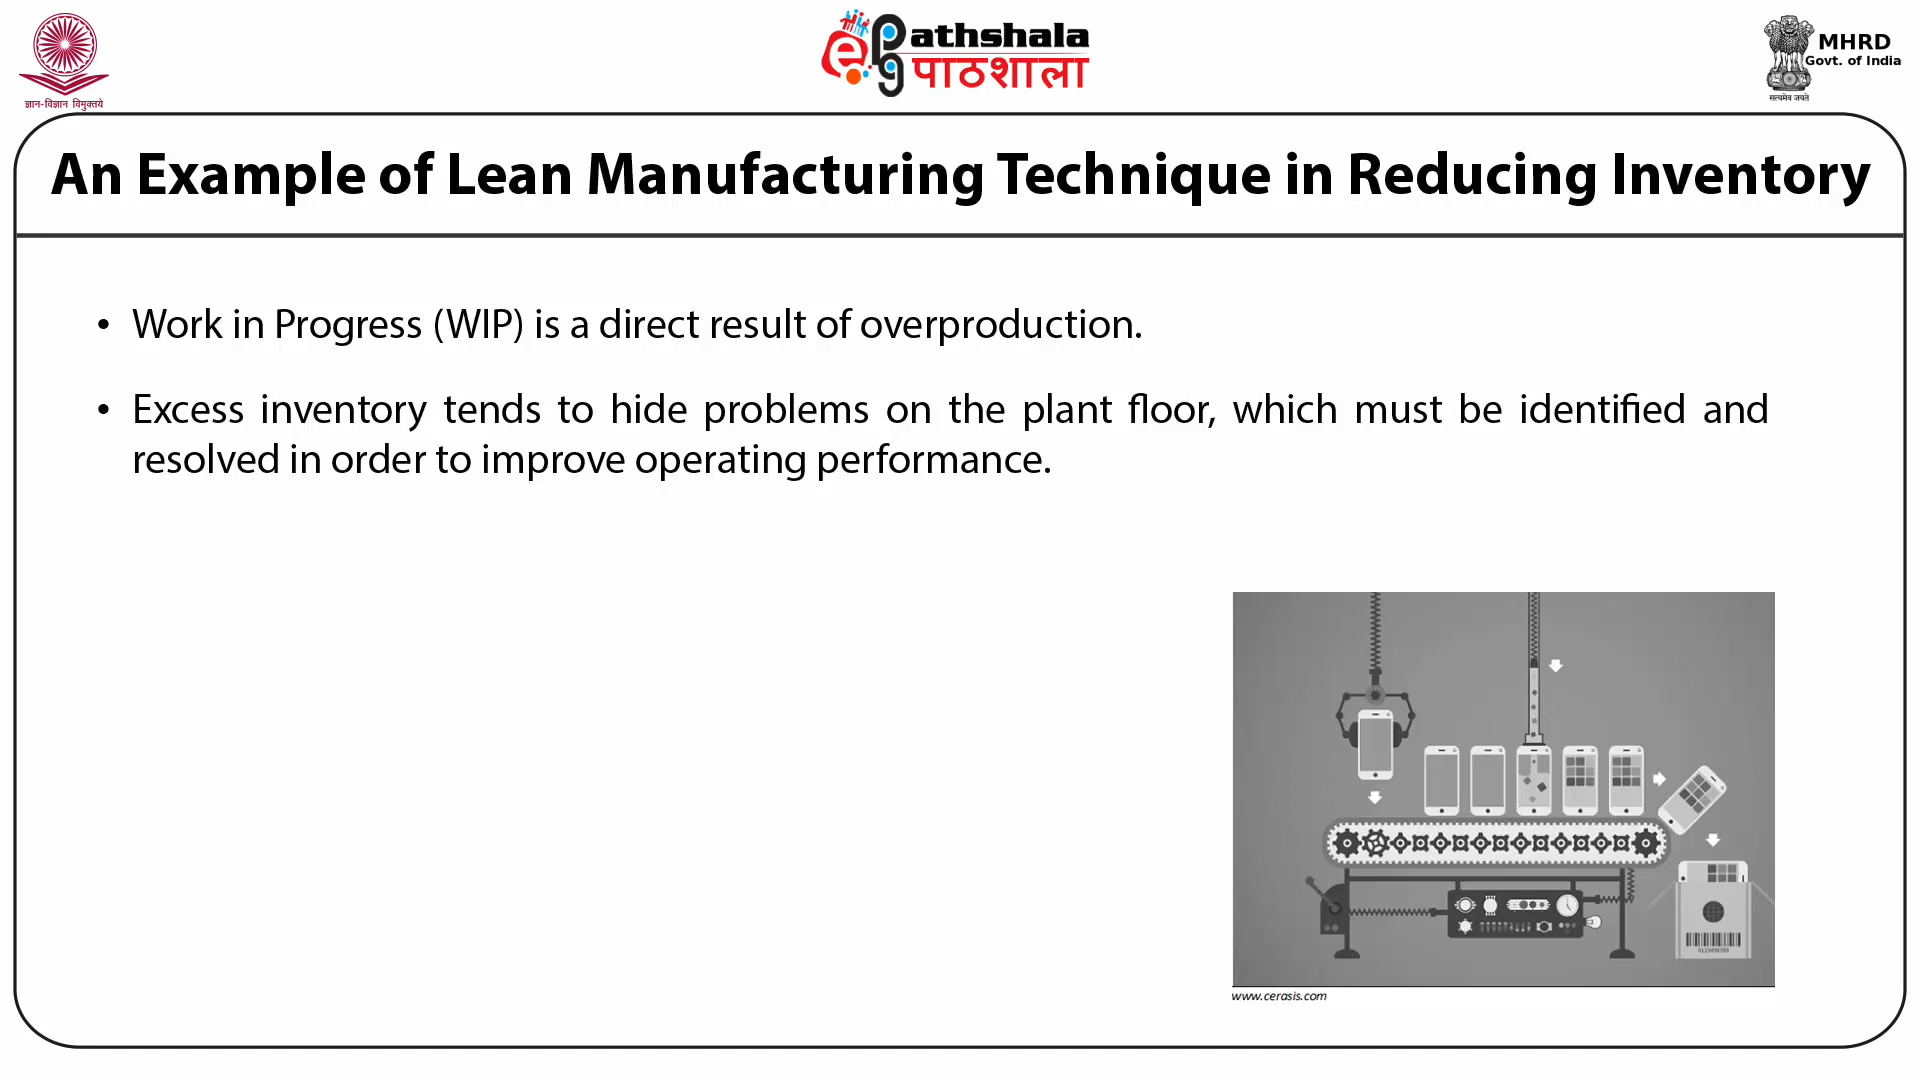 ज्ञान-विज्ञान विमुक्तये
ePathshala
पाठशाला
MHRD
Govt. of India
सत्यमेव जयते
An Example of Lean Manufacturing Technique in Reducing Inventory
• Work in Progress (WIP) is a direct result of overproduction.
• Excess inventory tends to hide problems on the plant floor, which must be identified and
resolved in order to improve operating performance.
www.cerasis.com